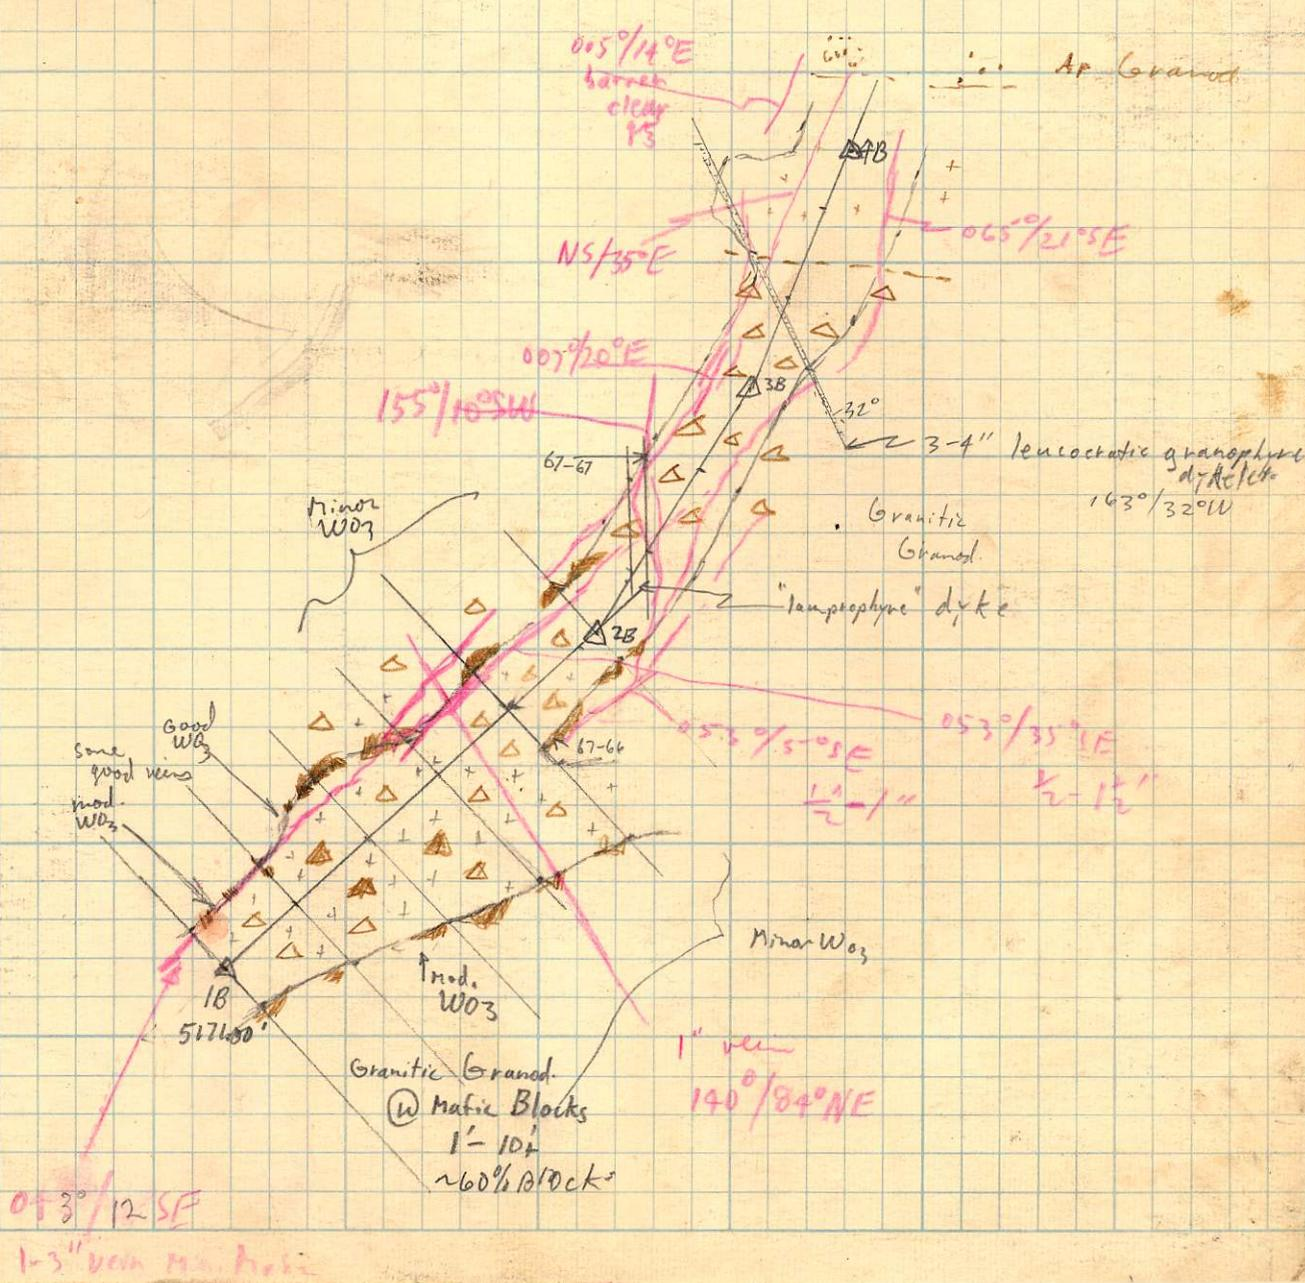 005°/14°E
barren
clear
Ap Granod
4B
065°/21°SE
NS/35°E
007°/20°E
3B
155°/10°SW
32°
3-4" leucocratic granophyre
163°/32°W
67-67
Minor
WO3
Granitic
Granod.
"lamprophyre" dyke
2B
Good
WO3
Some
good veins
mod.
WO3
67-66
053°/35°SE
1/2 - 1 1/2"
1/2 - 1"
Minor WO3
mod.
WO3
1B
Granitic Granod.
@ Mafic Blocks
1'- 10'
~60% Blocks
1" vein
140°/84°NE
1-3" vein